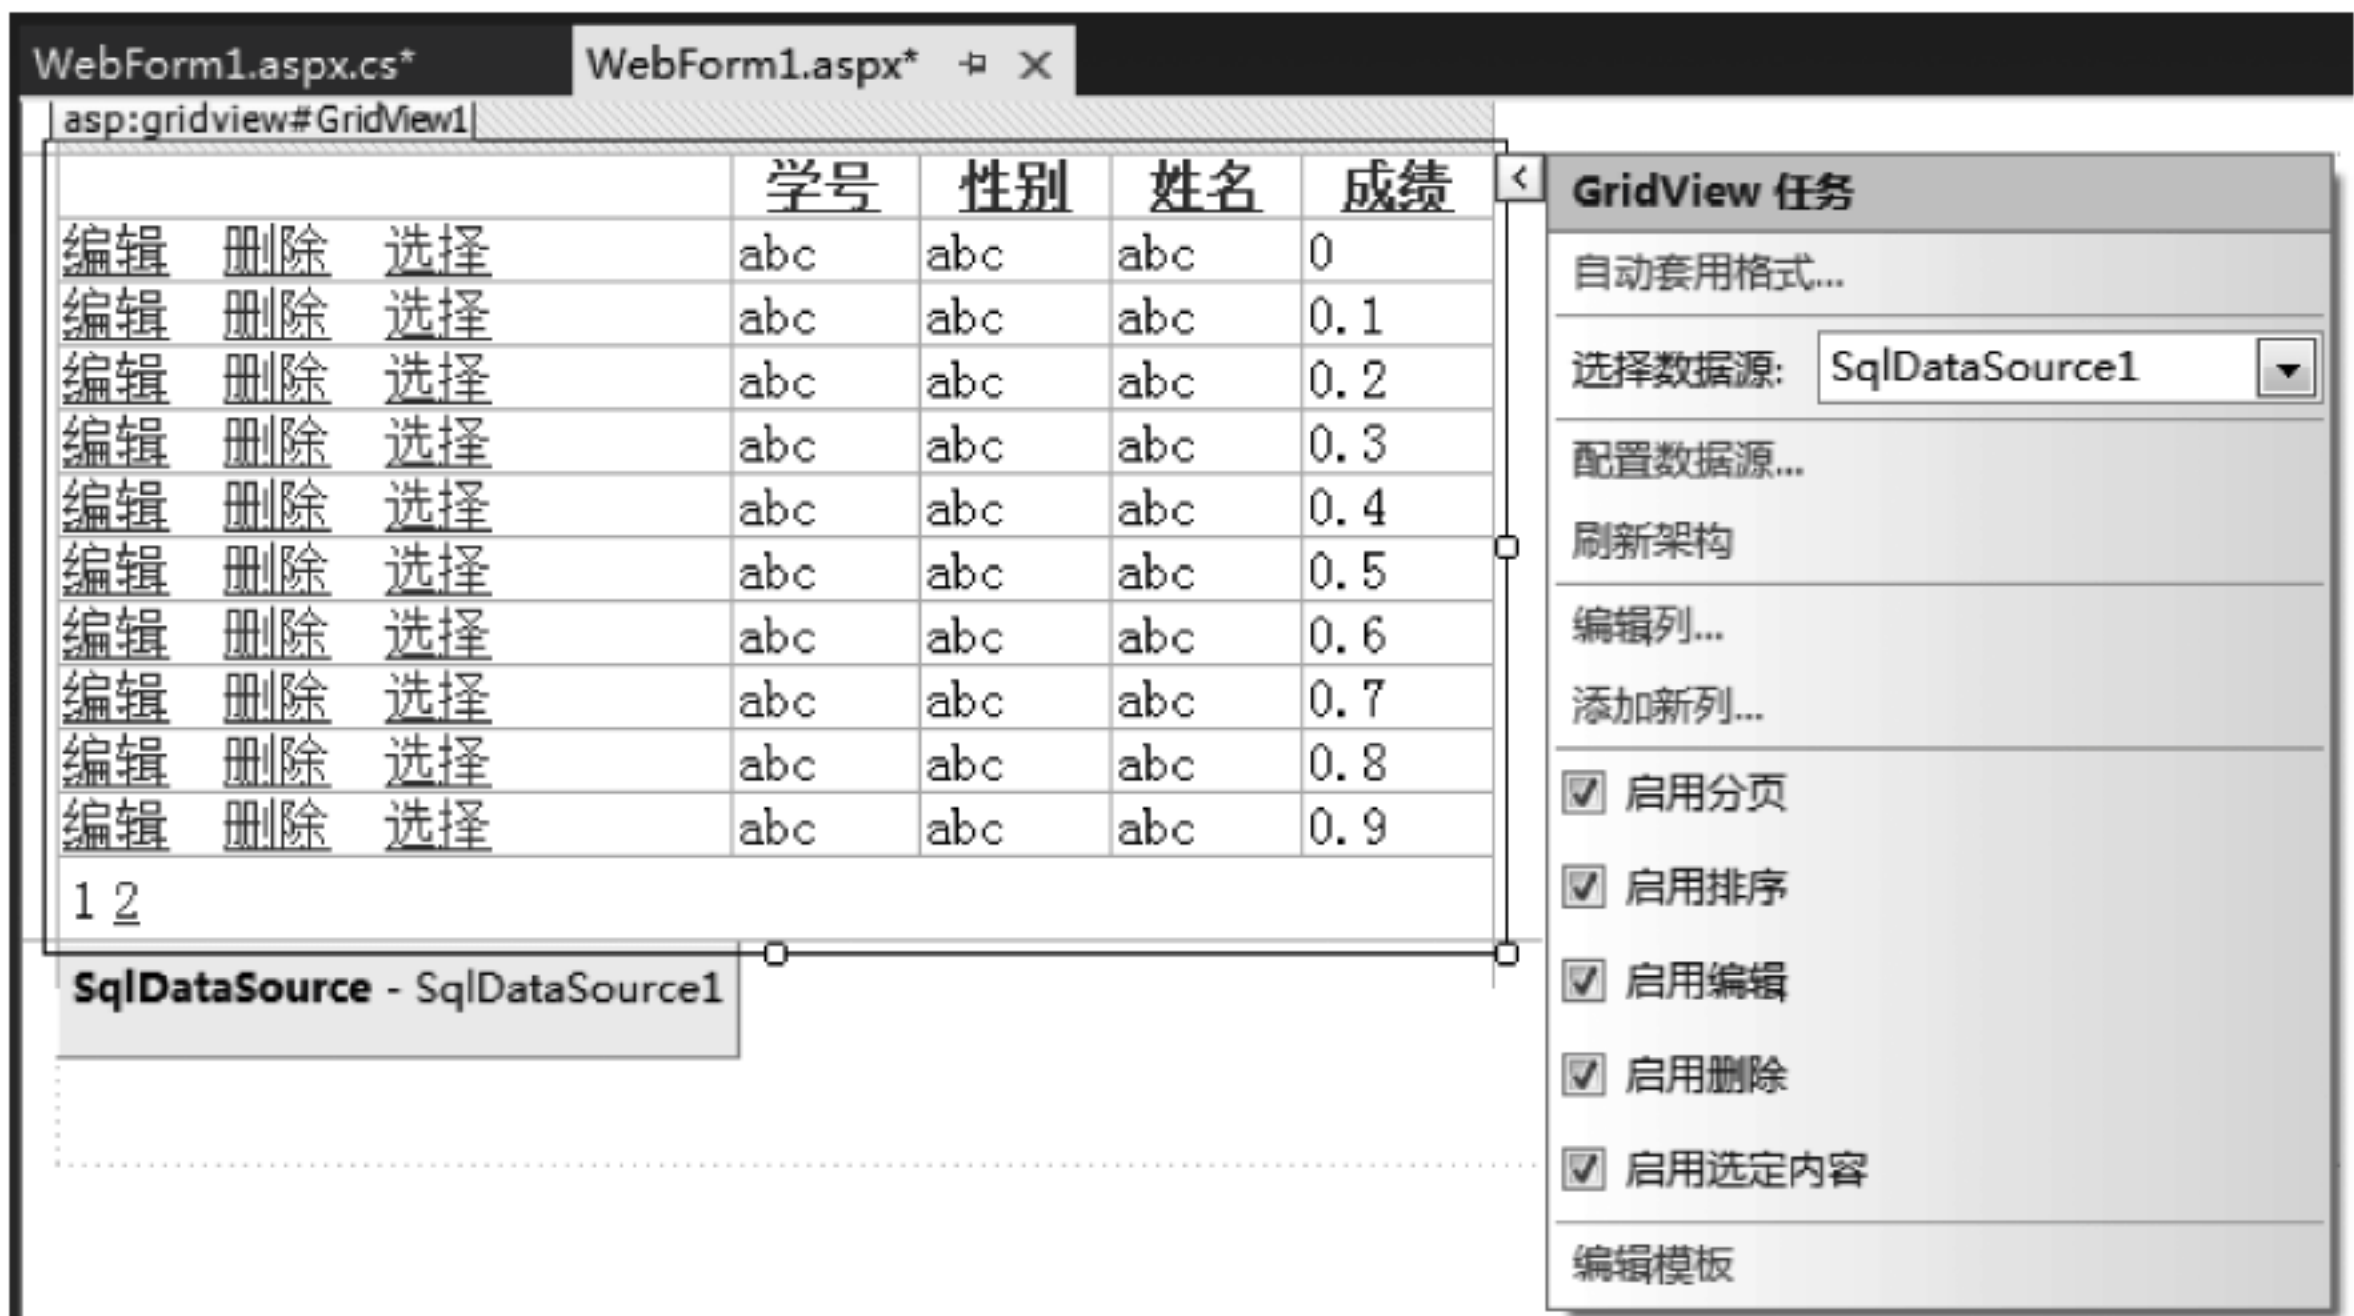 WebForm1.aspx.cs*
WebForm1.aspx*
asp:gridview#GridView1
学号 性别 姓名 成绩
编辑 删除 选择 abc abc abc 0
编辑 删除 选择 abc abc abc 0.1
编辑 删除 选择 abc abc abc 0.2
编辑 删除 选择 abc abc abc 0.3
编辑 删除 选择 abc abc abc 0.4
编辑 删除 选择 abc abc abc 0.5
编辑 删除 选择 abc abc abc 0.6
编辑 删除 选择 abc abc abc 0.7
编辑 删除 选择 abc abc abc 0.8
编辑 删除 选择 abc abc abc 0.9
1 2
SqlDataSource - SqlDataSource1
GridView 任务
自动套用格式...
选择数据源: SqlDataSource1
配置数据源...
刷新架构
编辑列...
添加新列...
启用分页
启用排序
启用编辑
启用删除
启用选定内容
编辑模板